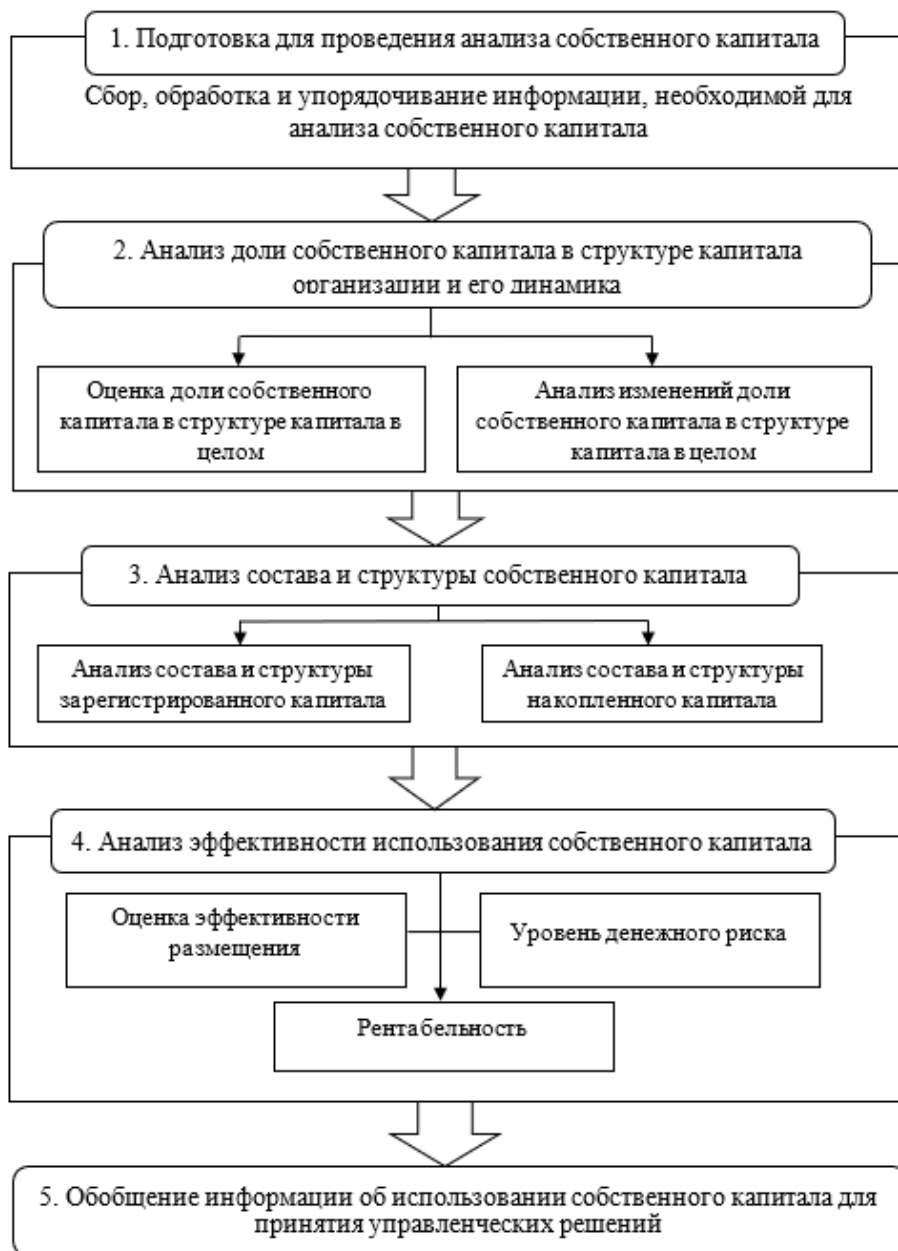 1. Подготовка для проведения анализа собственного капитала
Сбор, обработка и упорядочивание информации, необходимой для
анализа собственного капитала
2. Анализ доли собственного капитала в структуре капитала
организации и его динамика
Оценка доли собственного
капитала в структуре капитала в
целом
Анализ изменений доли
собственного капитала в структуре
капитала в целом
3. Анализ состава и структуры собственного капитала
Анализ состава и структуры
зарегистрированного капитала
Анализ состава и структуры
накопленного капитала
4. Анализ эффективности использования собственного капитала
Оценка эффективности
размещения
Уровень денежного риска
Рентабельность
5. Обобщение информации об использовании собственного капитала для
принятия управленческих решений